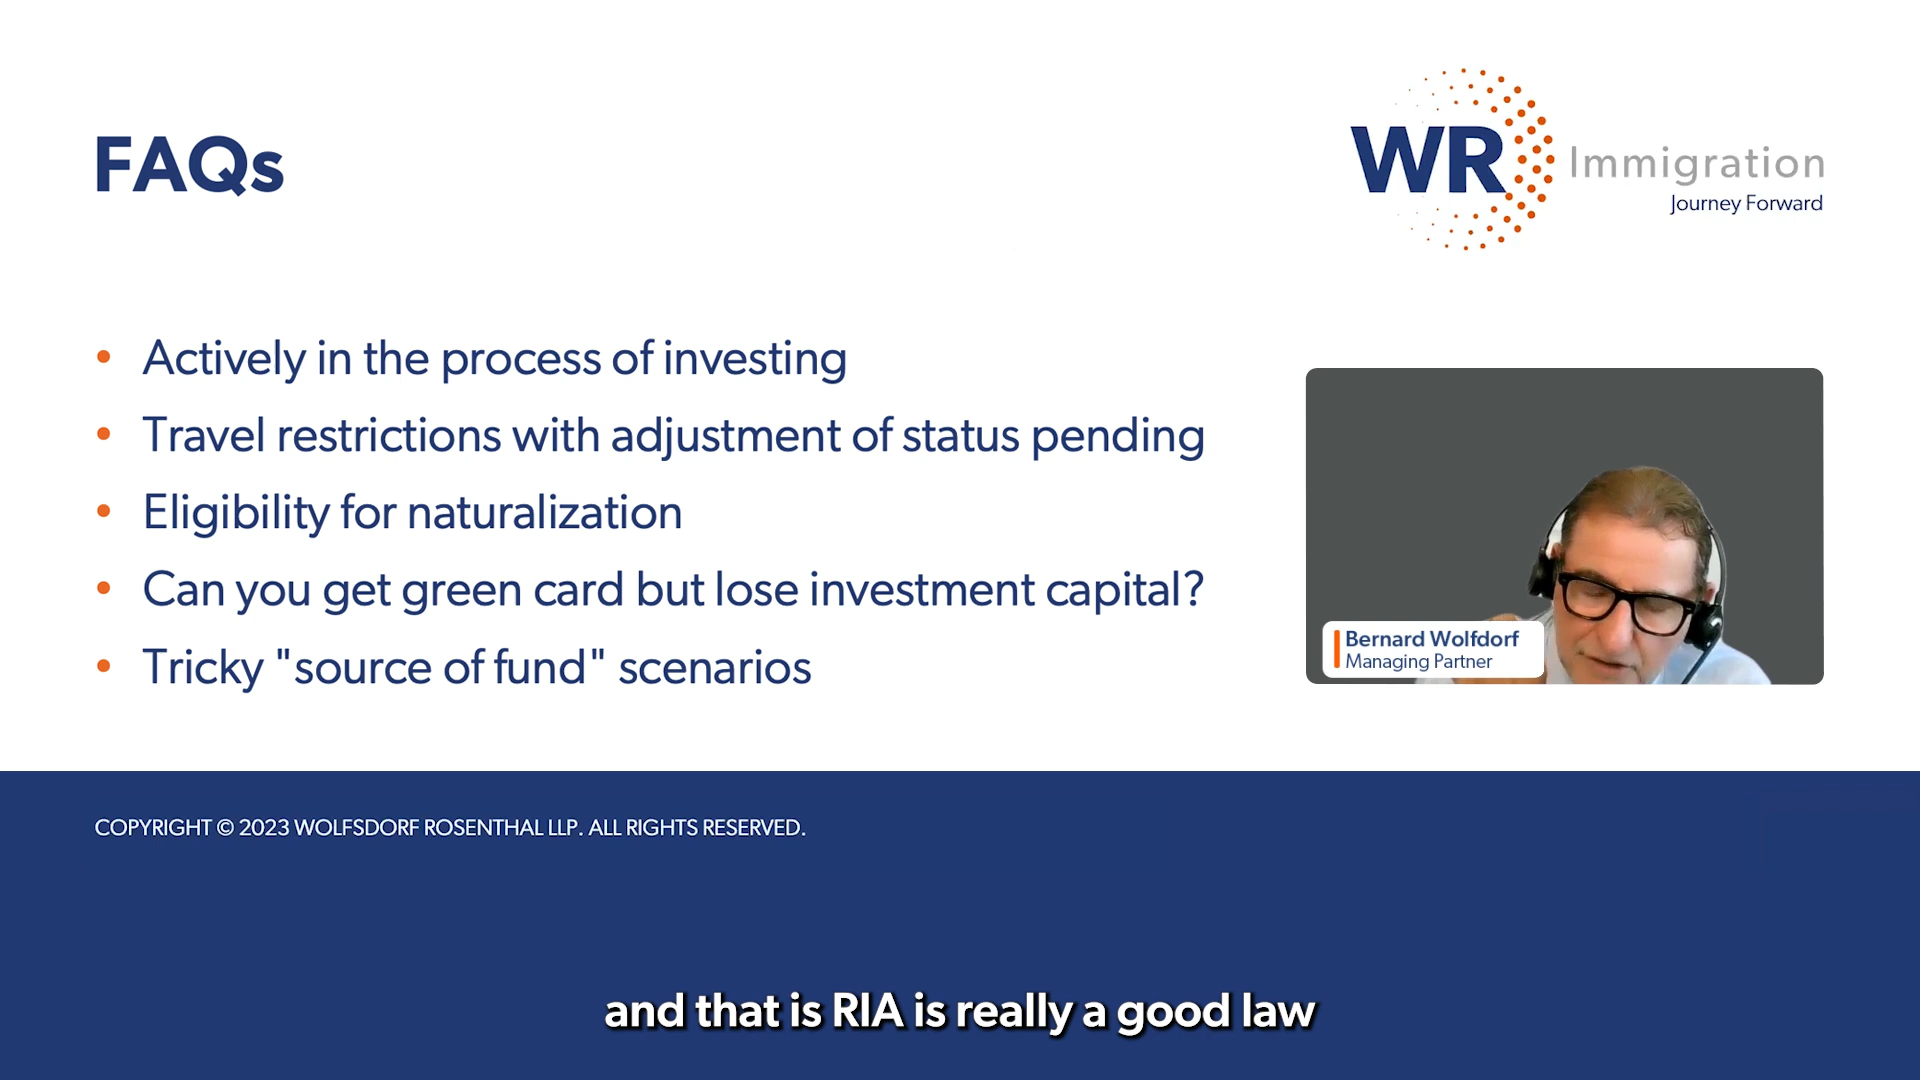 FAQs
WR Immigration
Journey Forward
• Actively in the process of investing
• Travel restrictions with adjustment of status pending
• Eligibility for naturalization
• Can you get green card but lose investment capital?
• Tricky "source of fund" scenarios
Bernard Wolfdorf
Managing Partner
COPYRIGHT © 2023 WOLFSDORF ROSENTHAL LLP. ALL RIGHTS RESERVED.
and that is RIA is really a good law